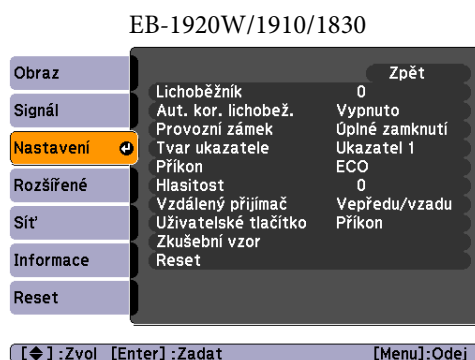 EB-1920W/1910/1830
Obraz
Signál
Nastavení
Rozšířené
Síť
Informace
Reset
Zpět
Lichoběžník 0
Aut. kor. lichobež. Vypnuto
Provozní zámek Úplné zamknutí
Tvar ukazatele Ukazatel 1
Příkon ECO
Hlasitost 0
Vzdálený přijímač Vepředu/vzadu
Uživatelské tlačítko Příkon
Zkušební vzor
Reset
[◆] :Zvol [Enter] :Zadat [Menu]:Odej